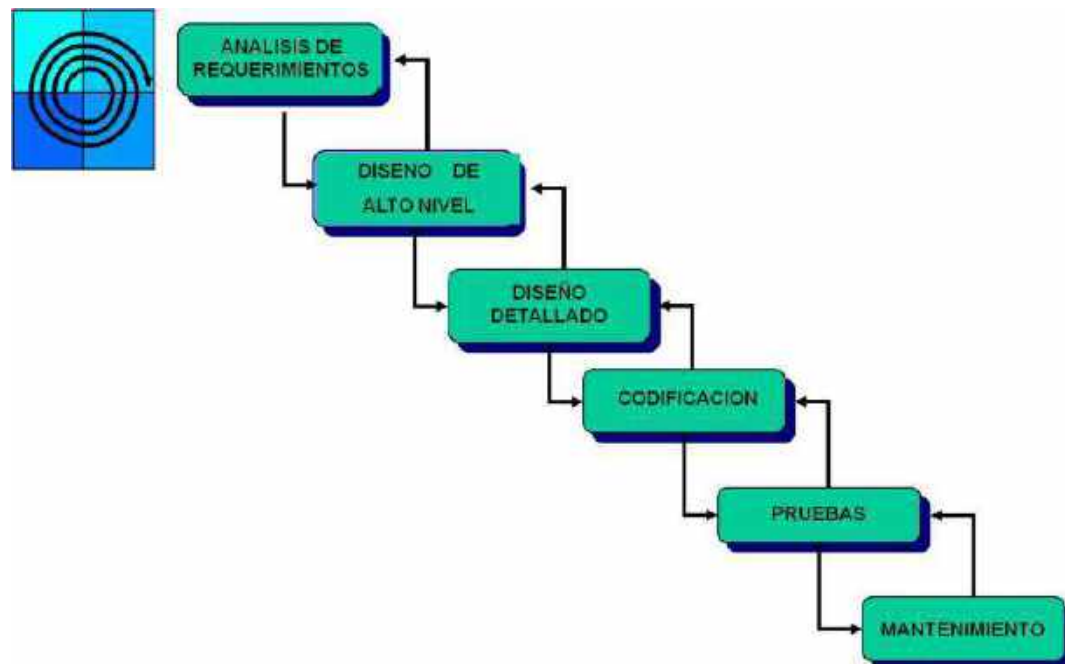 ANALISIS DE
REQUERIMIENTOS
DISENO DE
ALTO NIVEL
DISEÑO
DETALLADO
CODIFICACION
PRUEBAS
MANTENIMIENTO